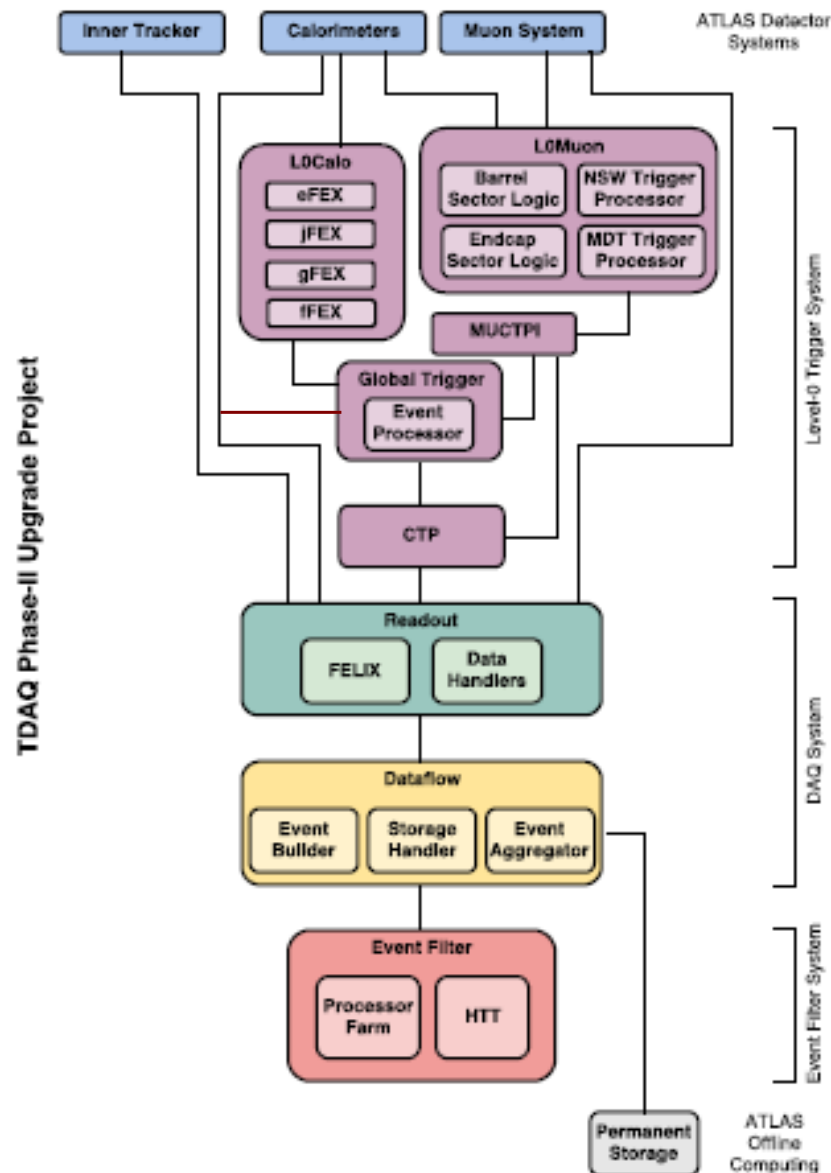 Inner Tracker
Calorimeters
Muon System
ATLAS Detector
Systems
L0Calo
eFEX
jFEX
gFEX
fFEX
L0Muon
Barrel
Sector Logic
NSW Trigger
Processor
Endcap
Sector Logic
MDT Trigger
Processor
MUCTPI
Global Trigger
Event
Processor
CTP
Level-0 Trigger System
TDAQ Phase-II Upgrade Project
Readout
FELIX
Data
Handlers
Dataflow
Event
Builder
Storage
Handler
Event
Aggregator
DAQ System
Event Filter
Processor
Farm
HTT
Event Filter System
Permanent
Storage
ATLAS
Offline
Computing